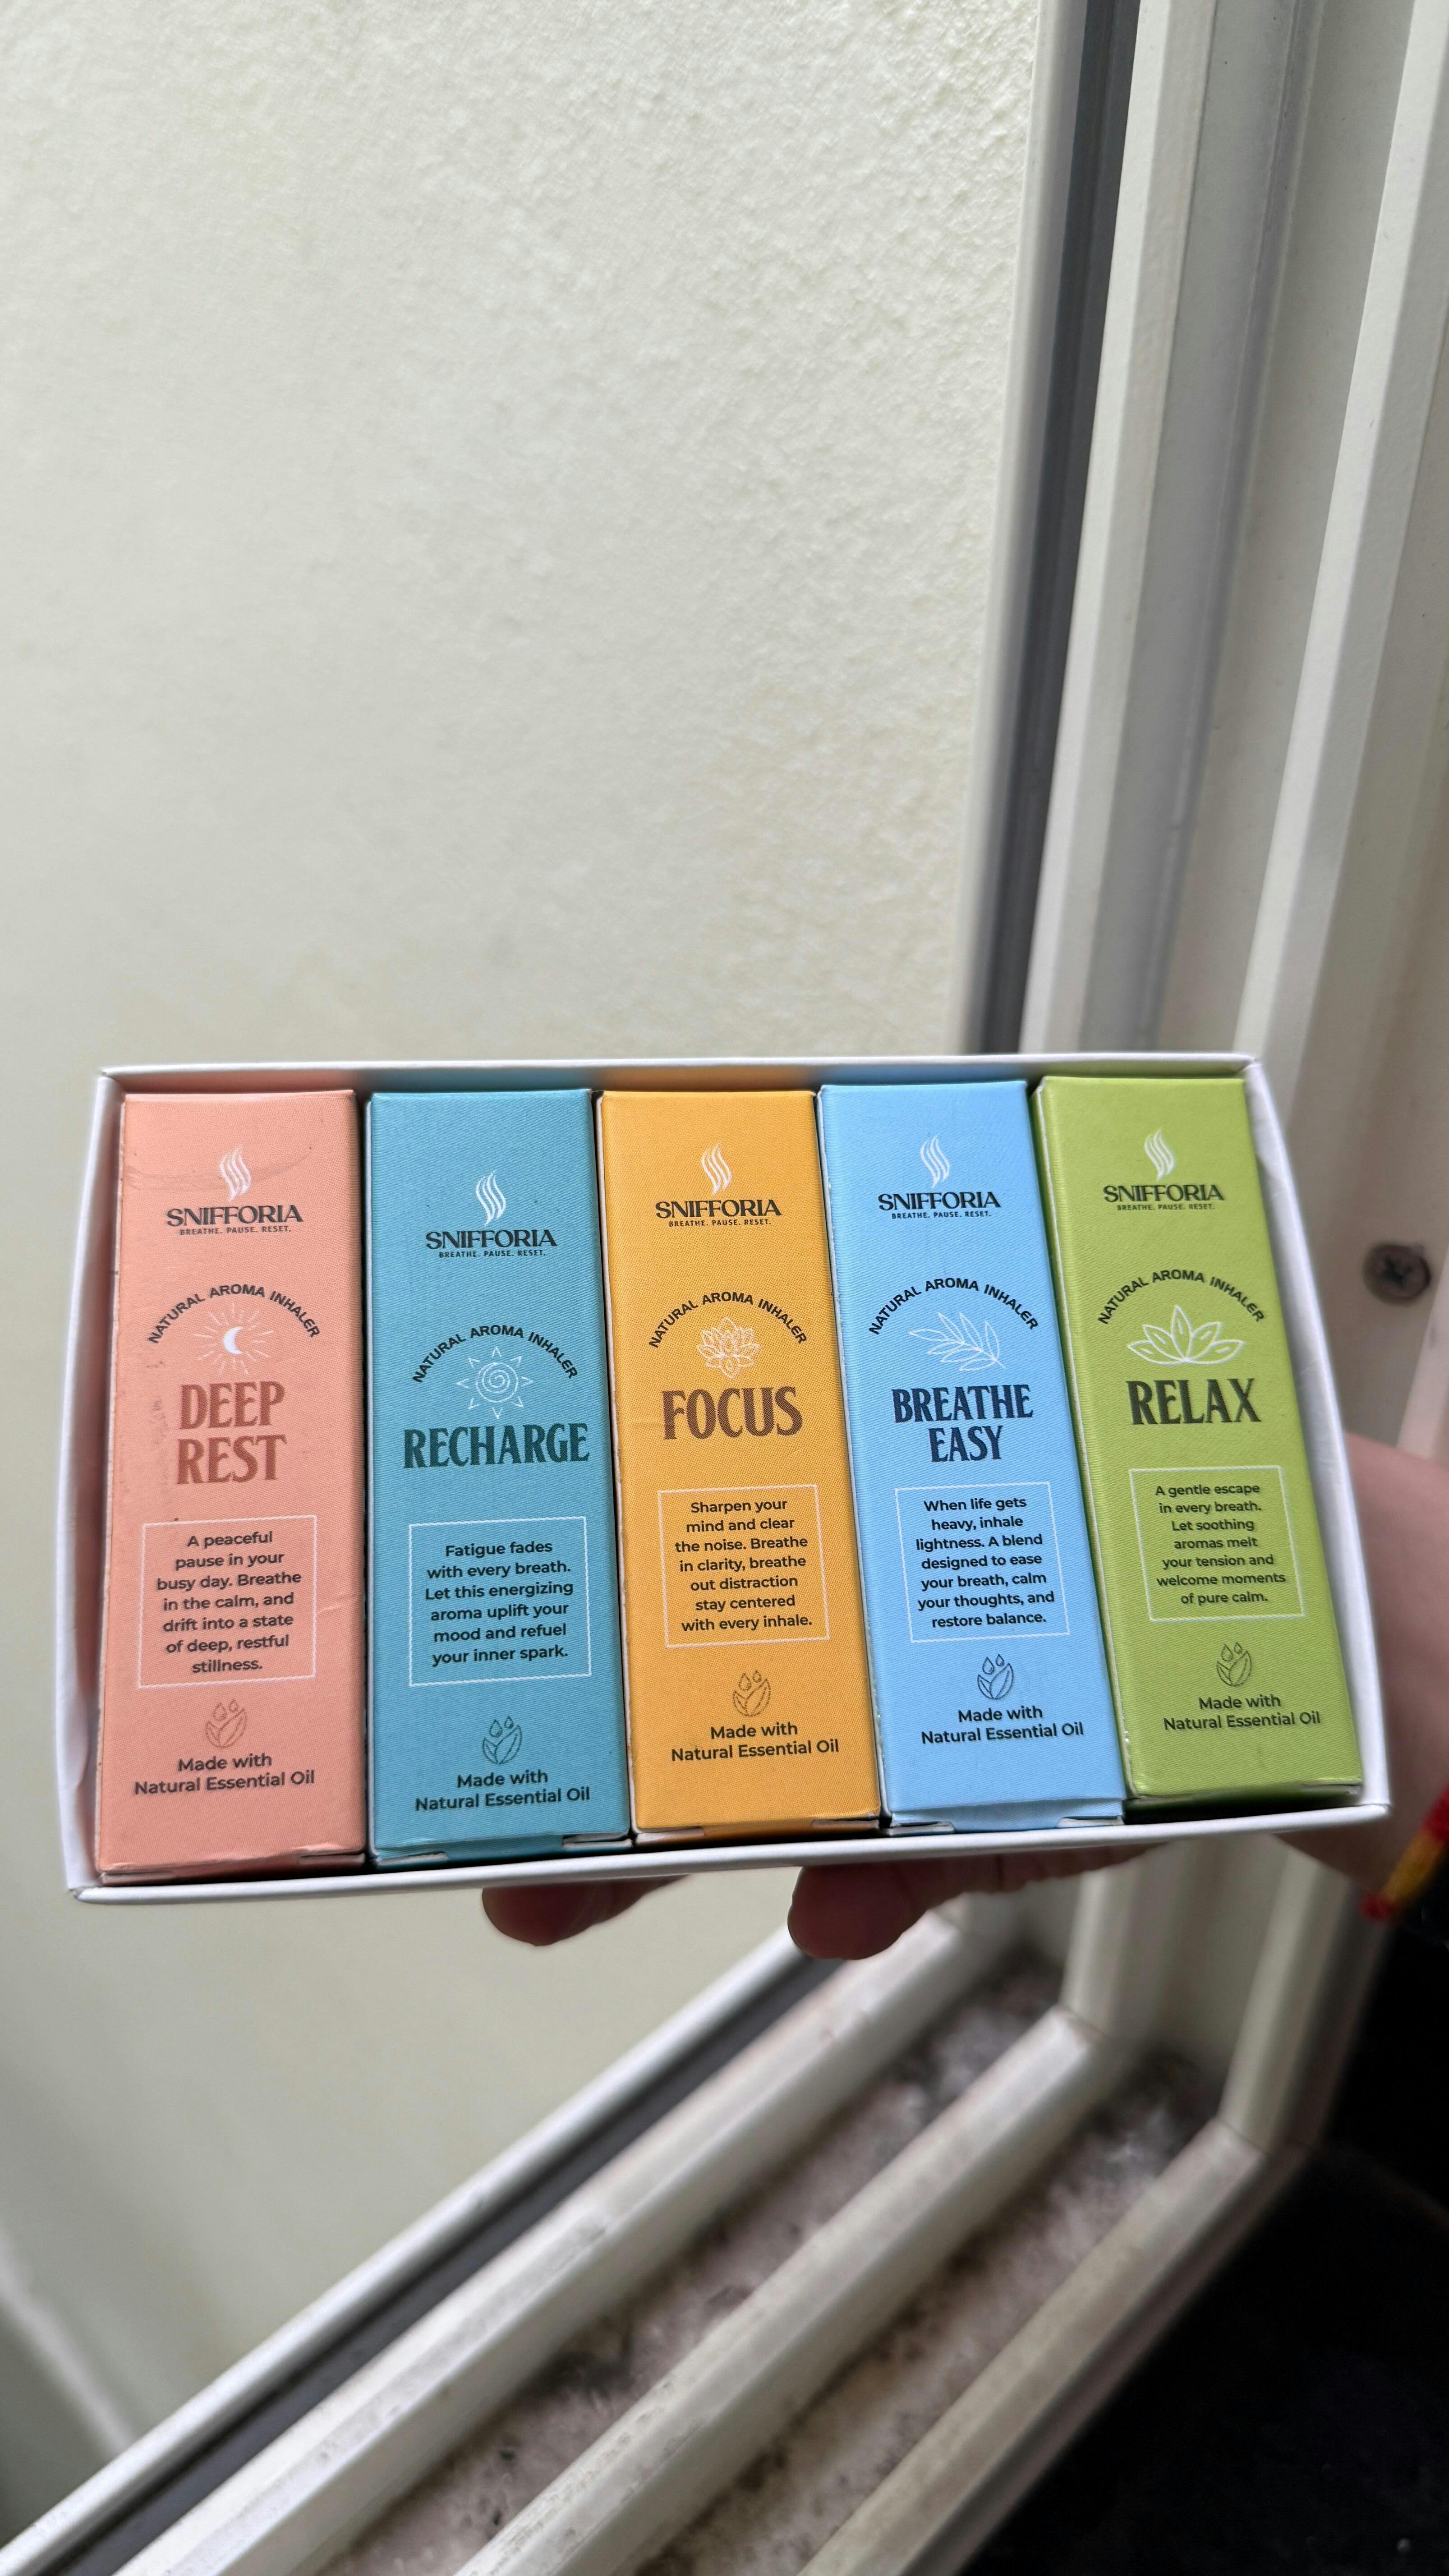 SNIFFORIA
BREATHE. PAUSE. RESET.
NATURAL AROMA INHALER
DEEP
REST
A peaceful
pause in your
busy day. Breathe
in the calm, and
drift into a state
of deep, restful
stillness.
Made with
Natural Essential Oil
SNIFFORIA
BREATHE. PAUSE. RESET.
NATURAL AROMA INHALER
RECHARGE
Fatigue fades
with every breath.
Let this energizing
aroma uplift your
mood and refuel
your inner spark.
Made with
Natural Essential Oil
SNIFFORIA
BREATHE. PAUSE. RESET.
NATURAL AROMA INHALER
FOCUS
Sharpen your
mind and clear
the noise. Breathe
in clarity, breathe
out distraction
stay centered
with every inhale.
Made with
Natural Essential Oil
SNIFFORIA
BREATHE. PAUSE. RESET.
NATURAL AROMA INHALER
BREATHE
EASY
When life gets
heavy, inhale
lightness. A blend
designed to ease
your breath, calm
your thoughts, and
restore balance.
Made with
Natural Essential Oil
SNIFFORIA
BREATHE. PAUSE. RESET.
NATURAL AROMA INHALER
RELAX
A gentle escape
in every breath.
Let soothing
aromas melt
your tension and
welcome moments
of pure calm.
Made with
Natural Essential Oil